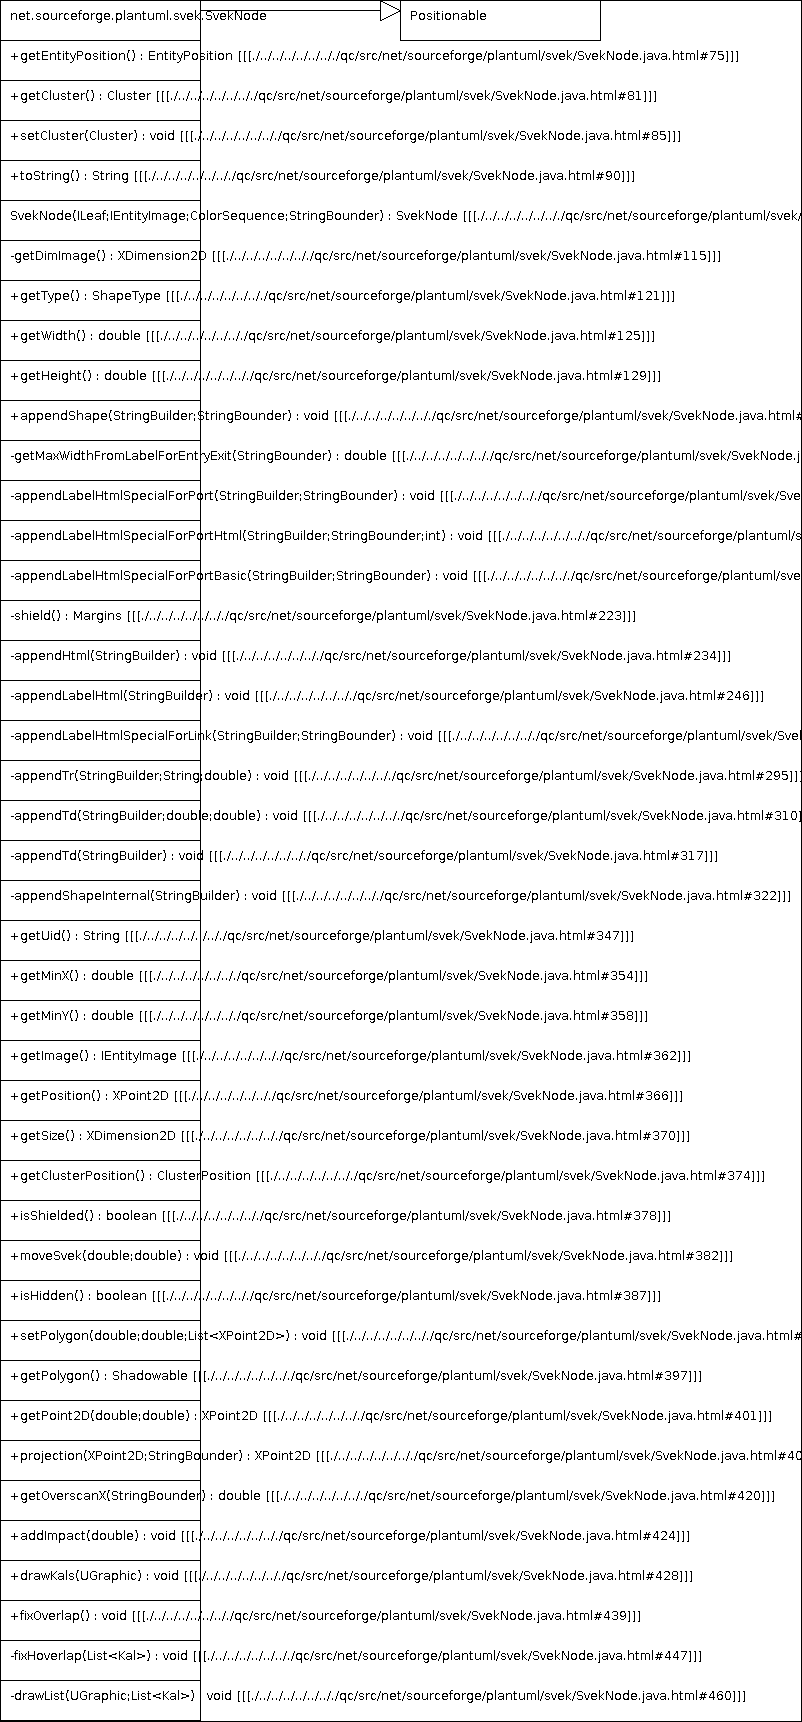 net.sourceforge.plantuml.svek.SvekNode
Positionable
+getEntityPosition() : EntityPosition [[[./../../../../../../../qc/src/net/sourceforge/plantuml/svek/SvekNode.java.html#75]]]
+getCluster() : Cluster [[[./../../../../../../../qc/src/net/sourceforge/plantuml/svek/SvekNode.java.html#81]]]
+setCluster(Cluster) : void [[[./../../../../../../../qc/src/net/sourceforge/plantuml/svek/SvekNode.java.html#85]]]
+toString() : String [[[./../../../../../../../qc/src/net/sourceforge/plantuml/svek/SvekNode.java.html#90]]]
SvekNode(ILeaf;IEntityImage;ColorSequence;StringBounder) : SvekNode [[[./../../../../../../../qc/src/net/sourceforge/plantuml/svek/
-getDimImage() : XDimension2D [[[./../../../../../../../qc/src/net/sourceforge/plantuml/svek/SvekNode.java.html#115]]]
+getType() : ShapeType [[[./../../../../../../../qc/src/net/sourceforge/plantuml/svek/SvekNode.java.html#121]]]
+getWidth() : double [[[./../../../../../../../qc/src/net/sourceforge/plantuml/svek/SvekNode.java.html#125]]]
+getHeight() : double [[[./../../../../../../../qc/src/net/sourceforge/plantuml/svek/SvekNode.java.html#129]]]
+appendShape(StringBuilder;StringBounder) : void [[[./../../../../../../../qc/src/net/sourceforge/plantuml/svek/SvekNode.java.html#
-getMaxWidthFromLabelForEntryExit(StringBounder) : double [[[./../../../../../../../qc/src/net/sourceforge/plantuml/svek/SvekNode.j
-appendLabelHtmlSpecialForPort(StringBuilder;StringBounder) : void [[[./../../../../../../../qc/src/net/sourceforge/plantuml/svek/Sve
-appendLabelHtmlSpecialForPortHtml(StringBuilder;StringBounder;int) : void [[[./../../../../../../../qc/src/net/sourceforge/plantuml/s
-appendLabelHtmlSpecialForPortBasic(StringBuilder;StringBounder) : void [[[./../../../../../../../qc/src/net/sourceforge/plantuml/sve
-shield() : Margins [[[./../../../../../../../qc/src/net/sourceforge/plantuml/svek/SvekNode.java.html#223]]]
-appendHtml(StringBuilder) : void [[[./../../../../../../../qc/src/net/sourceforge/plantuml/svek/SvekNode.java.html#234]]]
-appendLabelHtml(StringBuilder) : void [[[./../../../../../../../qc/src/net/sourceforge/plantuml/svek/SvekNode.java.html#246]]]
-appendLabelHtmlSpecialForLink(StringBuilder;StringBounder) : void [[[./../../../../../../../qc/src/net/sourceforge/plantuml/svek/Svel
-appendTr(StringBuilder;String;double) : void [[[./../../../../../../../qc/src/net/sourceforge/plantuml/svek/SvekNode.java.html#295]]]
-appendTd(StringBuilder;double;double) : void [[[./../../../../../../../qc/src/net/sourceforge/plantuml/svek/SvekNode.java.html#310]
-appendTd(StringBuilder) : void [[[./../../../../../../../qc/src/net/sourceforge/plantuml/svek/SvekNode.java.html#317]]]
-appendShapeInternal(StringBuilder) : void [[[./../../../../../../../qc/src/net/sourceforge/plantuml/svek/SvekNode.java.html#322]]]
+getUid() : String [[[./../../../../../../../qc/src/net/sourceforge/plantuml/svek/SvekNode.java.html#347]]]
+getMinX() : double [[[./../../../../../../../qc/src/net/sourceforge/plantuml/svek/SvekNode.java.html#354]]]
+getMinY() : double [[[./../../../../../../../qc/src/net/sourceforge/plantuml/svek/SvekNode.java.html#358]]]
+getImage() : IEntityImage [[[./../../../../../../../qc/src/net/sourceforge/plantuml/svek/SvekNode.java.html#362]]]
+getPosition() : XPoint2D [[[./../../../../../../../qc/src/net/sourceforge/plantuml/svek/SvekNode.java.html#366]]]
+getSize() : XDimension2D [[[./../../../../../../../qc/src/net/sourceforge/plantuml/svek/SvekNode.java.html#370]]]
+getClusterPosition() : ClusterPosition [[[./../../../../../../../qc/src/net/sourceforge/plantuml/svek/SvekNode.java.html#374]]]
+isShielded() : boolean [[[./../../../../../../../qc/src/net/sourceforge/plantuml/svek/SvekNode.java.html#378]]]
+moveSvek(double;double) : void [[[./../../../../../../../qc/src/net/sourceforge/plantuml/svek/SvekNode.java.html#382]]]
+isHidden() : boolean [[[./../../../../../../../qc/src/net/sourceforge/plantuml/svek/SvekNode.java.html#387]]]
+setPolygon(double;double;List<XPoint2D>) : void [[[./../../../../../../../qc/src/net/sourceforge/plantuml/svek/SvekNode.java.html#
+getPolygon() : Shadowable [[[./../../../../../../../qc/src/net/sourceforge/plantuml/svek/SvekNode.java.html#397]]]
+getPoint2D(double;double) : XPoint2D [[[./../../../../../../../qc/src/net/sourceforge/plantuml/svek/SvekNode.java.html#401]]]
+projection(XPoint2D;StringBounder) : XPoint2D [[[./../../../../../../../qc/src/net/sourceforge/plantuml/svek/SvekNode.java.html#40
+getOverscanX(StringBounder) : double [[[./../../../../../../../qc/src/net/sourceforge/plantuml/svek/SvekNode.java.html#420]]]
+addImpact(double) : void [[[./../../../../../../../qc/src/net/sourceforge/plantuml/svek/SvekNode.java.html#424]]]
+drawKals(UGraphic) : void [[[./../../../../../../../qc/src/net/sourceforge/plantuml/svek/SvekNode.java.html#428]]]
+fixOverlap() : void [[[./../../../../../../../qc/src/net/sourceforge/plantuml/svek/SvekNode.java.html#439]]]
-fixHoverlap(List<Kal>) : void [[[./../../../../../../../qc/src/net/sourceforge/plantuml/svek/SvekNode.java.html#447]]]
-drawList(UGraphic;List<Kal>) : void [[[./../../../../../../../qc/src/net/sourceforge/plantuml/svek/SvekNode.java.html#460]]]